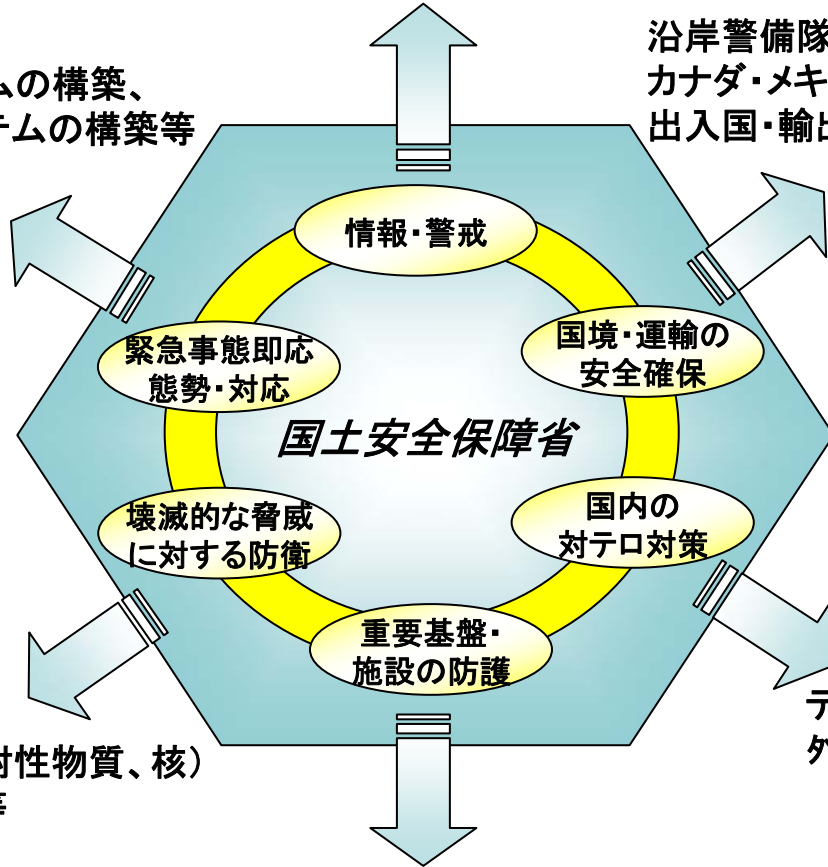 沿岸警備隊
カナダ・メキ
出入国・輸出
ムの構築、
テムの構築等
情報・警戒
国境・運輸の
安全確保
緊急事態即応
態勢・対応
国土安全保障省
国内の
対テロ対策
壊滅的な脅威
に対する防衛
重要基盤・
施設の防護
テ
射性物質、核）
等